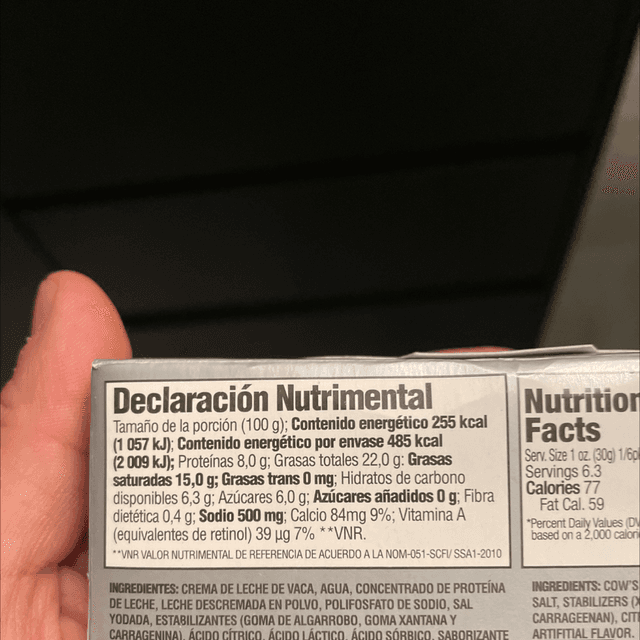 Declaración Nutrimental
Tamaño de la porción (100 g); Contenido energético 255 kcal
(1 057 kJ); Contenido energético por envase 485 kcal
(2 009 kJ); Proteínas 8,0 g; Grasas totales 22,0 g: Grasas
saturadas 15,0 g; Grasas trans 0 mg; Hidratos de carbono
disponibles 6,3 g; Azúcares 6,0 g; Azúcares añadidos 0 g; Fibra
dietética 0,4 g; Sodio 500 mg; Calcio 84mg 9%; Vitamina A
(equivalentes de retinol) 39 µg 7% **VNR.
**VNR VALOR NUTRIMENTAL DE REFERENCIA DE ACUERDO A LA NOM-051-SCFI/ SSA1-2010
INGREDIENTES: CREMA DE LECHE DE VACA, AGUA, CONCENTRADO DE PROTEÍNA
DE LECHE, LECHE DESCREMADA EN POLVO, POLIFOSFATO DE SODIO, SAL
YODADA, ESTABILIZANTES (GOMA DE ALGARROBO, GOMA XANTANA Y
CARRAGENINA), ÁCIDO CÍTRICO, ÁCIDO LÁCTICO, ÁCIDO SÓRBICO, SABORIZANTE
Nutrition
Facts
Serv. Size 1 oz. (30g) 1/6
Servings 6.3
Calories 77
Fat Cal. 59
*Percent Daily Values (DV
based on a 2,000 calori
INGREDIENTS: COW'S
SALT, STABILIZERS (X
CARRAGEENAN), CIT
ARTIFICIAL FLAVOR